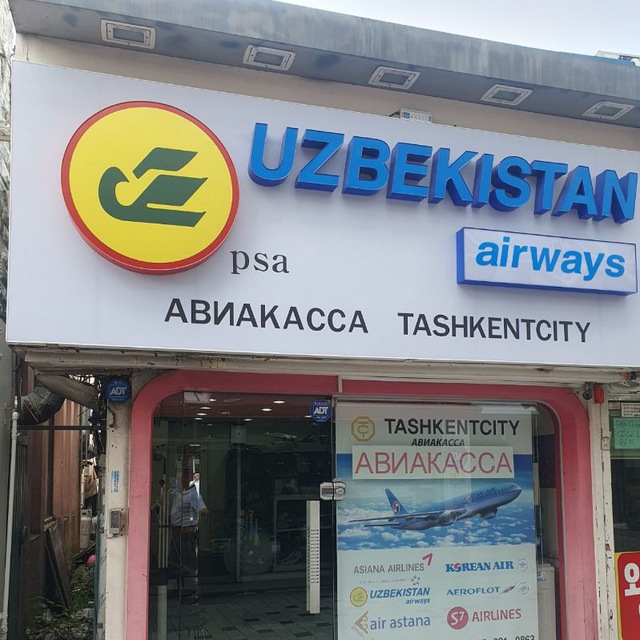 UZBEKISTAN
airways
psa
АВИАКАССА TASHKENTCITY
ADT
ADT
TASHKENTCITY
АВИАКАССА
АВИАКАССА
ASIANA AIRLINES
KOREAN AIR
UZBEKISTAN
airways
AEROFLOT
air astana
S7 AIRLINES